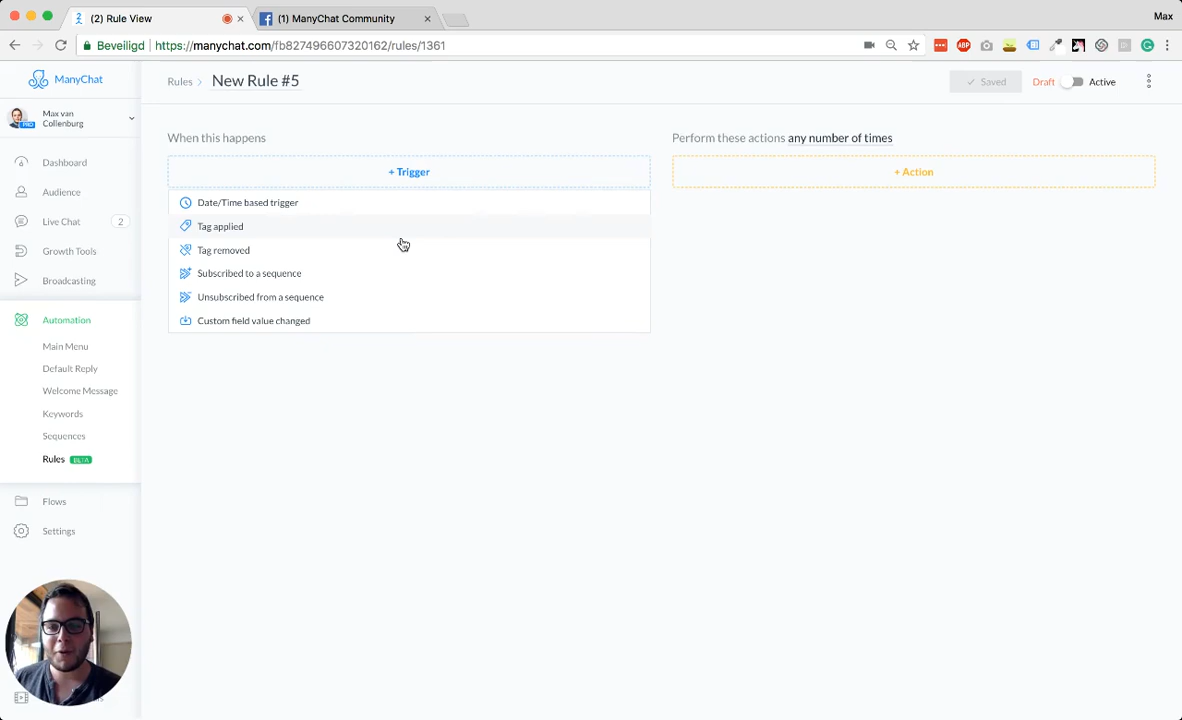 (2) Rule View
(1) ManyChat Community
Max
Beveiligd
https://manychat.com/fb827496607320162/rules/1361
ABP
ManyChat
Rules
New Rule #5
Saved
Draft
Active
Max van
Collenburg
PRO
When this happens
Perform these actions any number of times
+ Trigger
+ Action
Dashboard
Audience
Live Chat
2
Growth Tools
Broadcasting
Automation
Main Menu
Default Reply
Welcome Message
Keywords
Sequences
Rules BETA
Flows
Settings
Date/Time based trigger
Tag applied
Tag removed
Subscribed to a sequence
Unsubscribed from a sequence
Custom field value changed